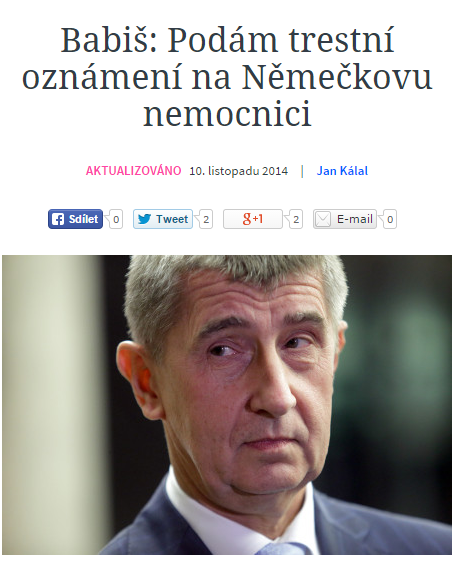 Babiš: Podám trestní
oznámení na Němečkovu
nemocnici
AKTUALIZOVÁNO 10. listopadu 2014 | Jan Kálal
Sdílet 0 Tweet 2 g+1 2 E-mail 0